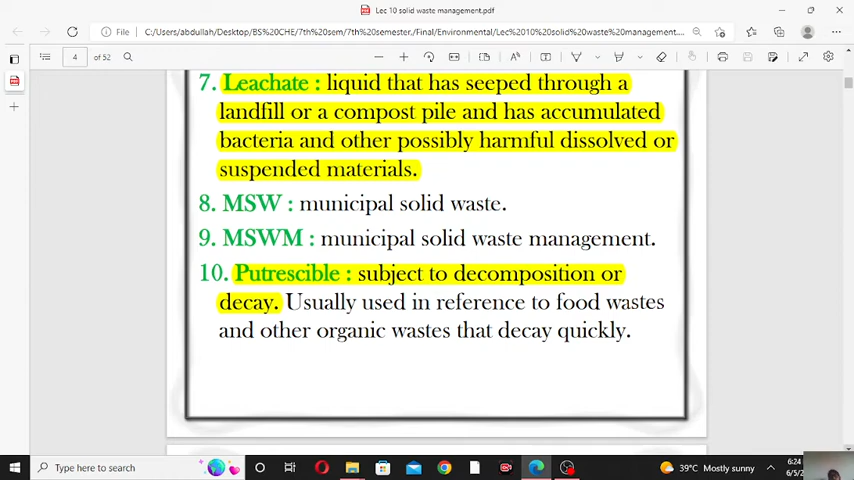 Lec 10 solid waste management.pdf
File
C:/Users/abdullah/Desktop/BS%20CHE/7th%20sem/7th%20semester,/Final/Environmental/Lec%2010%20solid%20waste%20management....
4 of 52
7. Leachate : liquid that has seeped through a
landfill or a compost pile and has accumulated
bacteria and other possibly harmful dissolved or
suspended materials.
8. MSW : municipal solid waste.
9. MSWM : municipal solid waste management.
10. Putrescible : subject to decomposition or
decay. Usually used in reference to food wastes
and other organic wastes that decay quickly.
Type here to search
39°C Mostly sunny
6:24
6/5/